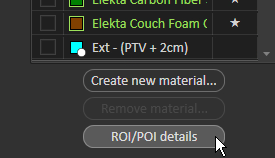 Elekta Carbon Fiber
Elekta Couch Foam C
Ext - (PTV + 2cm)
Create new material...
Remove material...
ROI/POI details